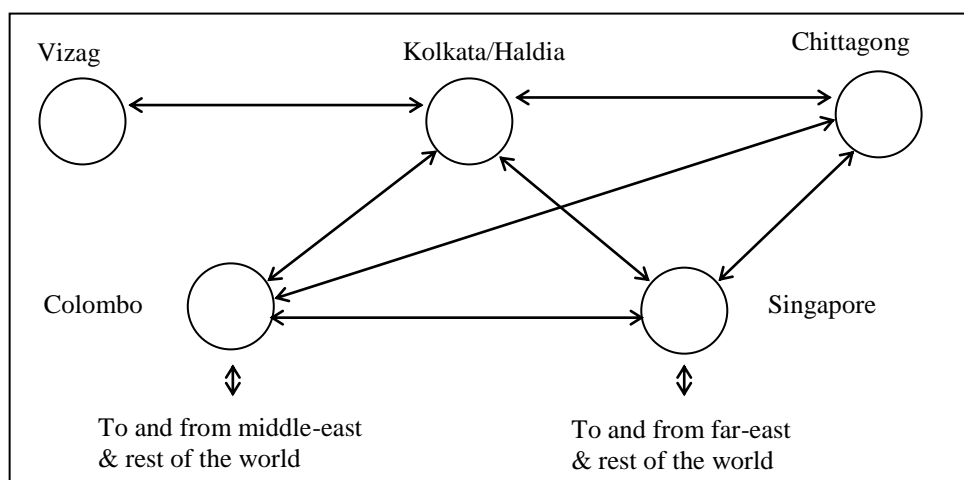 Vizag
Kolkata/Haldia
Chittagong
Colombo
Singapore
To and from middle-east
& rest of the world
To and from far-east
& rest of the world